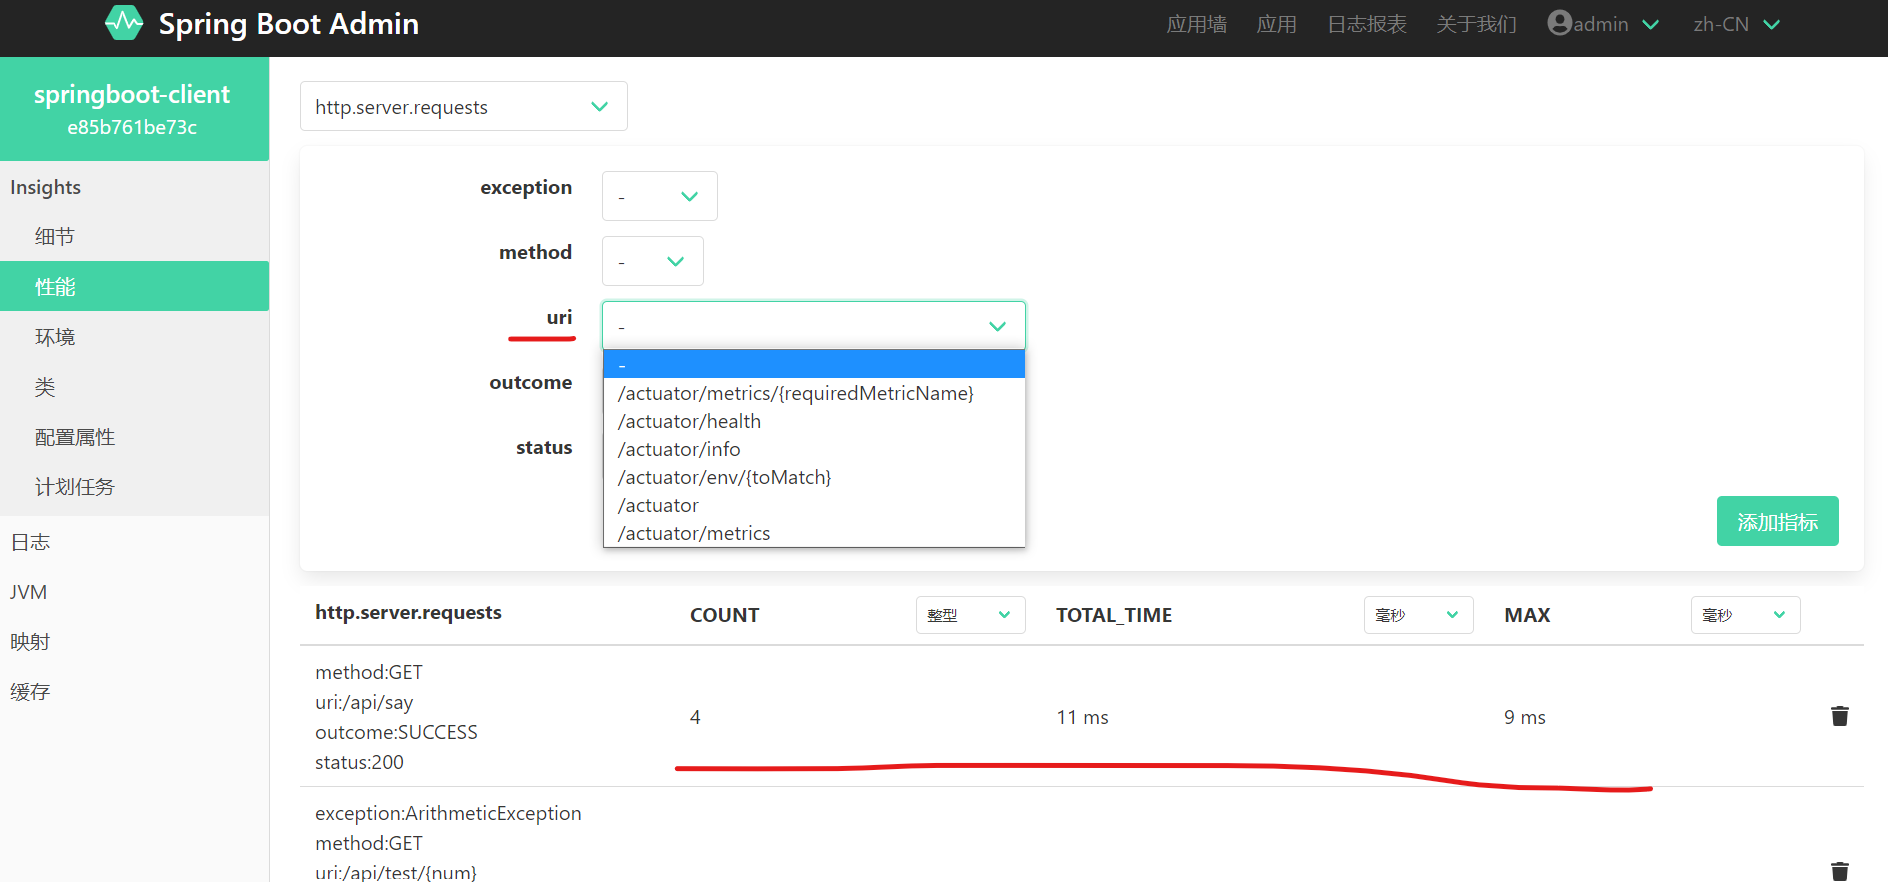 Spring Boot Admin
应用墙 应用 日志报表 关于我们 admin zh-CN
springboot-client
e85b761be73c
Insights
细节
性能
环境
类
配置属性
计划任务
日志
JVM
映射
缓存
http.server.requests
exception -
method -
uri -
-
/actuator/metrics/{requiredMetricName}
/actuator/health
/actuator/info
/actuator/env/{toMatch}
/actuator
/actuator/metrics
outcome
status
添加指标
http.server.requests COUNT 整型 TOTAL_TIME 毫秒 MAX 毫秒
method:GET
uri:/api/say
outcome:SUCCESS
status:200
4 11 ms 9 ms
exception:ArithmeticException
method:GET
uri:/api/test/{num}